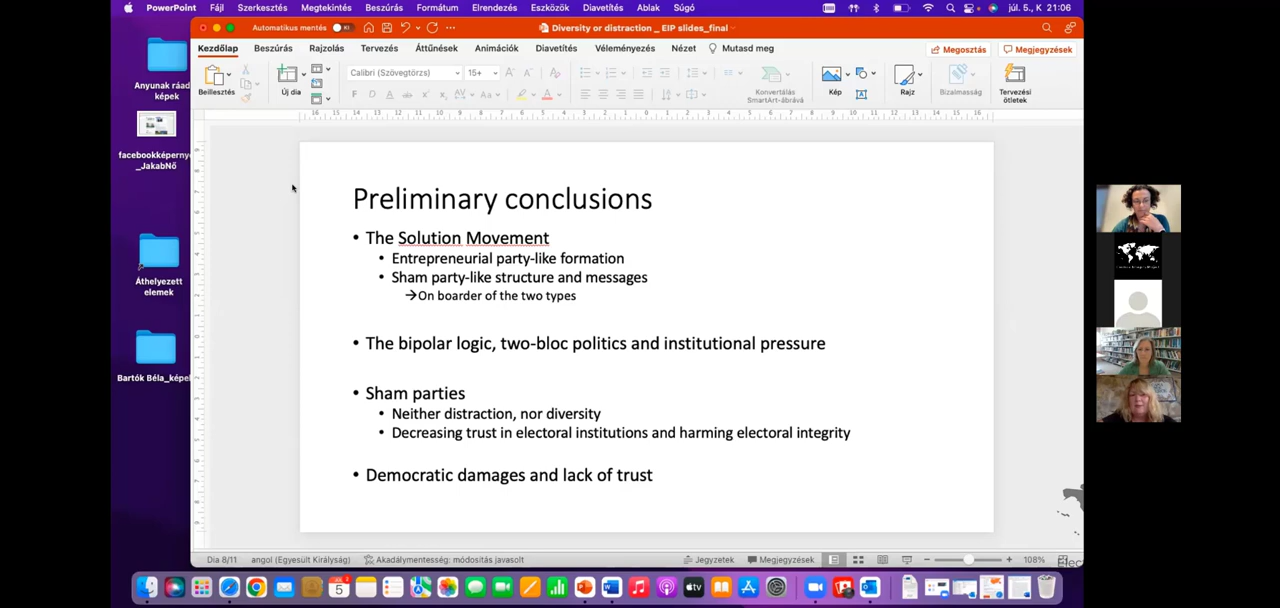 PowerPoint Fájl Szerkesztés Megtekintés Beszúrás Formátum Elrendezés Eszközök Diavetítés Ablak Súgó júl. 5., K 21:06
Automatikus mentés Diversity or distraction _ EIP slides_final
Kezdőlap Beszúrás Rajzolás Tervezés Áttűnések Animációk Diavetítés Véleményezés Nézet Mutasd meg Megosztás Megjegyzések
Calibri (Szövegtörzs) 15+
Beillesztés Új dia Konvertálás SmartArt-ábrává Kép Rajz Bizalmasság Tervezési ötletek
Anyunak ráad
képek
facebookképerny
_JakabNő
Áthelyezett
elemek
Bartók Béla_képe
Preliminary conclusions
• The Solution Movement
• Entrepreneurial party-like formation
• Sham party-like structure and messages
→On boarder of the two types
• The bipolar logic, two-bloc politics and institutional pressure
• Sham parties
• Neither distraction, nor diversity
• Decreasing trust in electoral institutions and harming electoral integrity
• Democratic damages and lack of trust
Dia 8/11 angol (Egyesült Királyság) Akadálymentesség: módosítás javasolt Jegyzetek Megjegyzések 108%